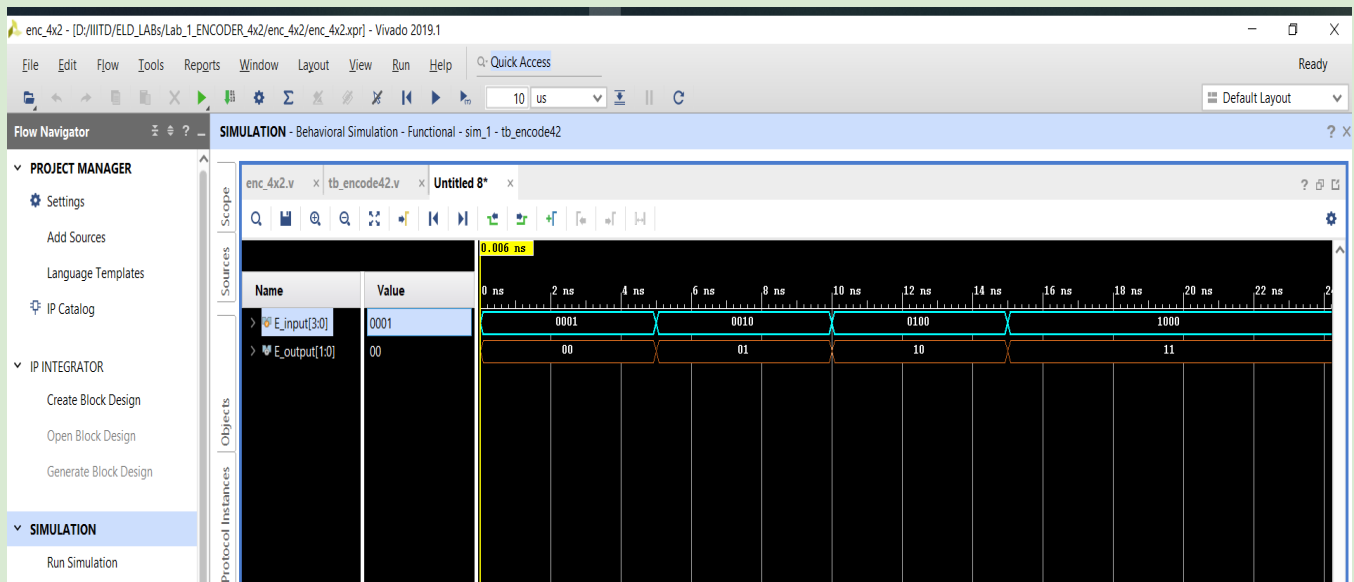 enc_4x2 - [D:/IIITD/ELD_LABs/Lab_1_ENCODER_4x2/enc_4x2/enc_4x2.xpr] - Vivado 2019.1
File Edit Flow Tools Reports Window Layout View Run Help Quick Access Ready
10 us Default Layout
Flow Navigator SIMULATION - Behavioral Simulation - Functional - sim_1 - tb_encode42
PROJECT MANAGER
Settings
Add Sources
Language Templates
IP Catalog
IP INTEGRATOR
Create Block Design
Open Block Design
Generate Block Design
SIMULATION
Run Simulation
Scope
Sources
Objects
Protocol Instances
enc_4x2.v tb_encode42.v Untitled 8*
0.006 ns
Name Value 0 ns 2 ns 4 ns 6 ns 8 ns 10 ns 12 ns 14 ns 16 ns 18 ns 20 ns 22 ns
E_input[3:0] 0001 0001 0010 0100 1000
E_output[1:0] 00 00 01 10 11